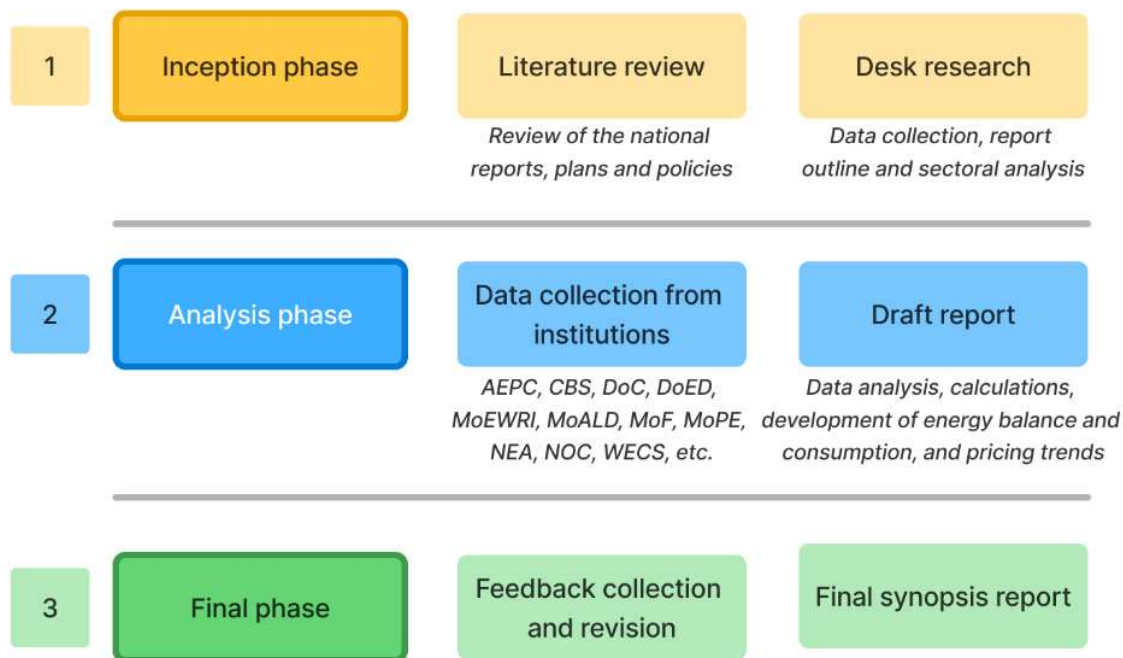 1
Inception phase
Literature review
Review of the national
reports, plans and policies
Desk research
Data collection, report
outline and sectoral analysis
2
Analysis phase
Data collection from
institutions
AEPC, CBS, DoC, DoED,
MoEWRI, MoALD, MoF, MoPE,
NEA, NOC, WECS, etc.
Draft report
Data analysis, calculations,
development of energy balance and
consumption, and pricing trends
3
Final phase
Feedback collection
and revision
Final synopsis report